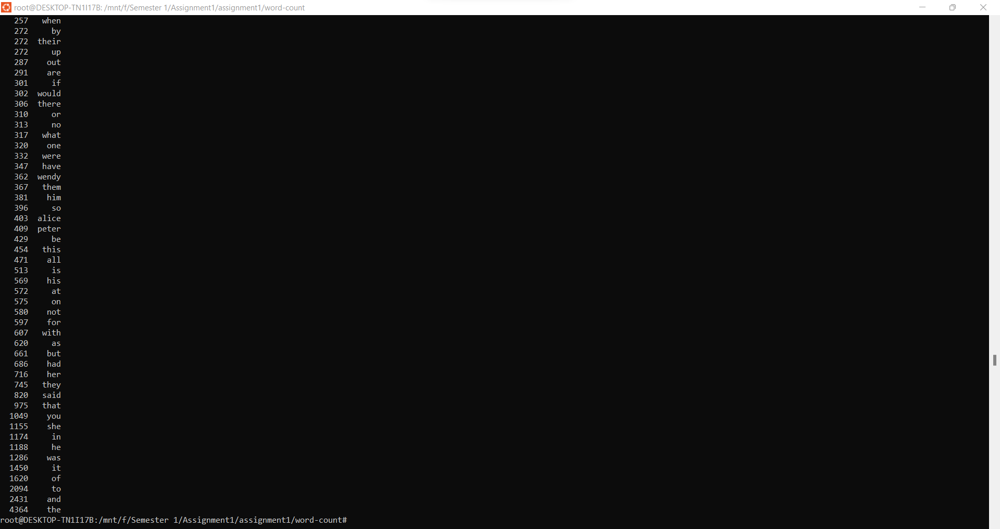 root@DESKTOP-TN1I17B: /mnt/f/Semester 1/Assignment1/assignment1/word-count
257 when
272 by
272 their
272 up
287 out
291 are
301 if
302 would
306 there
310 or
313 no
317 what
320 one
332 were
347 have
362 wendy
367 them
381 him
396 so
403 alice
409 peter
429 be
454 this
471 all
513 is
569 his
572 at
575 on
580 not
597 for
607 with
620 as
661 but
686 had
716 her
745 they
820 said
975 that
1049 you
1155 she
1174 in
1188 he
1286 was
1450 it
1620 of
2094 to
2431 and
4364 the
root@DESKTOP-TN1I17B:/mnt/f/Semester 1/Assignment1/assignment1/word-count#